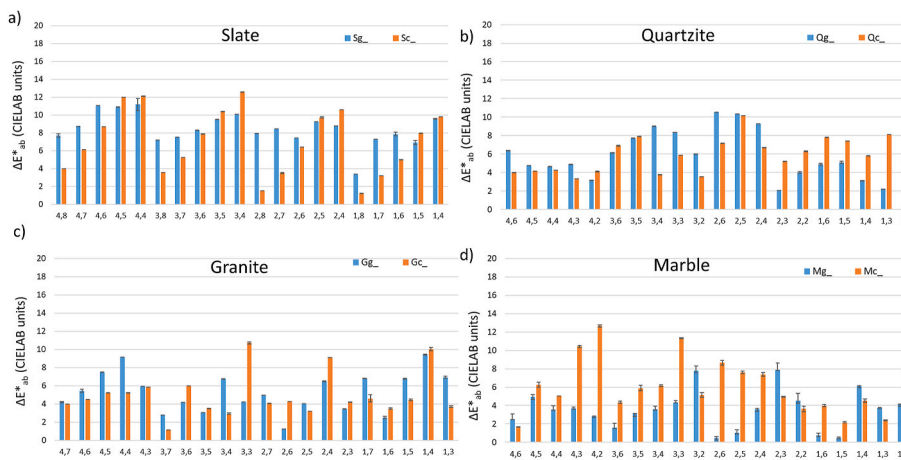 a)
Slate
Sg_ Sc_
ΔE*ab (CIELAB units)
20
18
16
14
12
10
8
6
4
2
0
4,8 4,7 4,6 4,5 4,4 3,8 3,7 3,6 3,5 3,4 2,8 2,7 2,6 2,5 2,4 1,8 1,7 1,6 1,5 1,4
b)
Quartzite
Qg_ Qc_
ΔE*ab (CIELAB units)
20
18
16
14
12
10
8
6
4
2
0
4,6 4,5 4,4 4,3 4,2 3,6 3,5 3,4 3,3 3,2 2,6 2,5 2,4 2,3 2,2 1,6 1,5 1,4 1,3
c)
Granite
Gg_ Gc_
ΔE*ab (CIELAB units)
20
18
16
14
12
10
8
6
4
2
0
4,7 4,6 4,5 4,4 4,3 3,7 3,6 3,5 3,4 3,3 2,7 2,6 2,5 2,4 2,3 1,7 1,6 1,5 1,4 1,3
d)
Marble
Mg_ Mc_
ΔE*ab (CIELAB units)
20
18
16
14
12
10
8
6
4
2
0
4,6 4,5 4,4 4,3 4,2 3,6 3,5 3,4 3,3 3,2 2,6 2,5 2,4 2,3 2,2 1,6 1,5 1,4 1,3